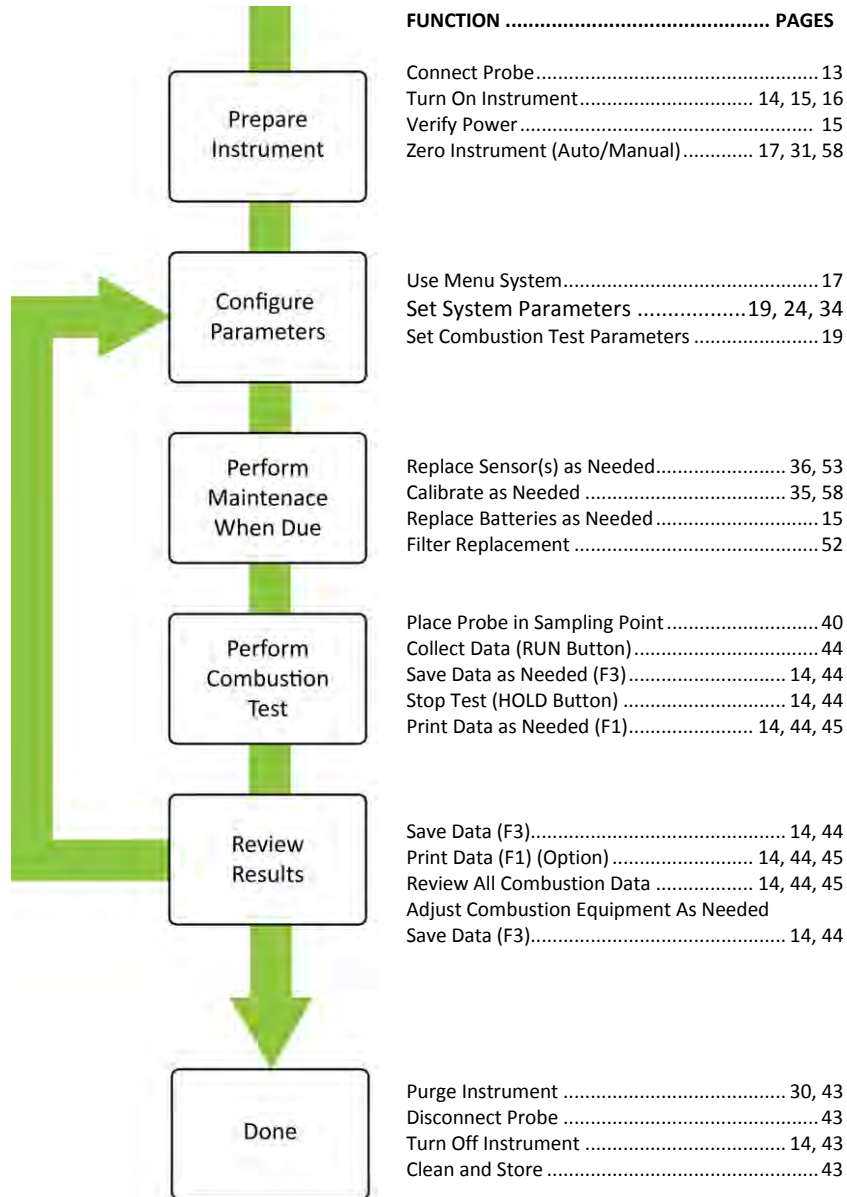 FUNCTION ............................................. PAGES
Prepare
Instrument
Connect Probe.....................................................13
Turn On Instrument................................ 14, 15, 16
Verify Power....................................................... 15
Zero Instrument (Auto/Manual)............. 17, 31, 58
Configure
Parameters
Use Menu System................................................17
Set System Parameters ..................19, 24, 34
Set Combustion Test Parameters .......................19
Perform
Maintenace
When Due
Replace Sensor(s) as Needed........................ 36, 53
Calibrate as Needed ..................................... 35, 58
Replace Batteries as Needed..............................15
Filter Replacement .............................................52
Perform
Combustion
Test
Place Probe in Sampling Point............................40
Collect Data (RUN Button)..................................44
Save Data as Needed (F3)............................. 14, 44
Stop Test (HOLD Button) ............................... 14, 44
Print Data as Needed (F1)....................... 14, 44, 45
Review
Results
Save Data (F3)................................................ 14, 44
Print Data (F1) (Option).......................... 14, 44, 45
Review All Combustion Data .................. 14, 44, 45
Adjust Combustion Equipment As Needed
Save Data (F3)................................................ 14, 44
Done
Purge Instrument .......................................... 30, 43
Disconnect Probe ................................................43
Turn Off Instrument ...................................... 14, 43
Clean and Store ...................................................43